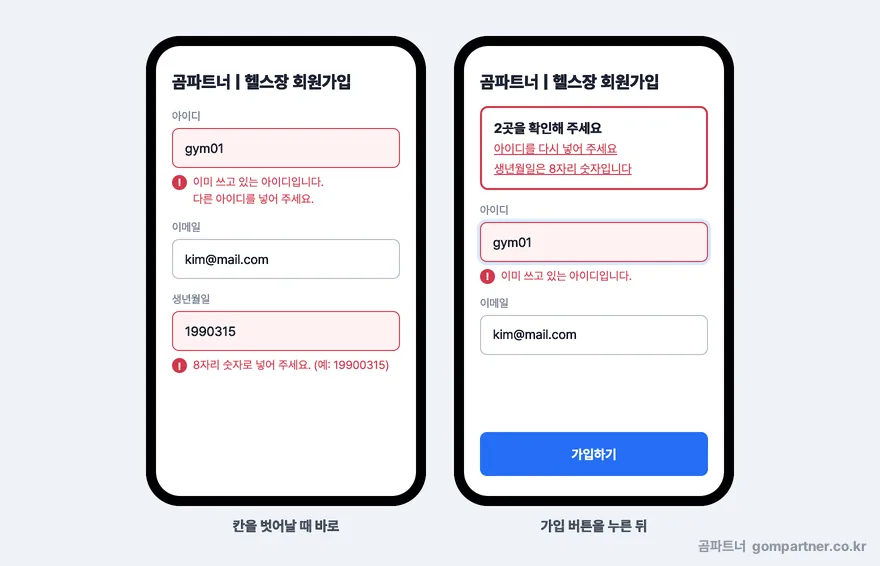 곰파트너 | 헬스장 회원가입
아이디
gym01
! 이미 쓰고 있는 아이디입니다.
다른 아이디를 넣어 주세요.
이메일
kim@mail.com
생년월일
1990315
! 8자리 숫자로 넣어 주세요. (예: 19900315)
칸을 벗어날 때 바로
곰파트너 | 헬스장 회원가입
2곳을 확인해 주세요
아이디를 다시 넣어 주세요
생년월일은 8자리 숫자입니다
아이디
gym01
! 이미 쓰고 있는 아이디입니다.
이메일
kim@mail.com
가입하기
가입 버튼을 누른 뒤
곰파트너 gompartner.co.kr